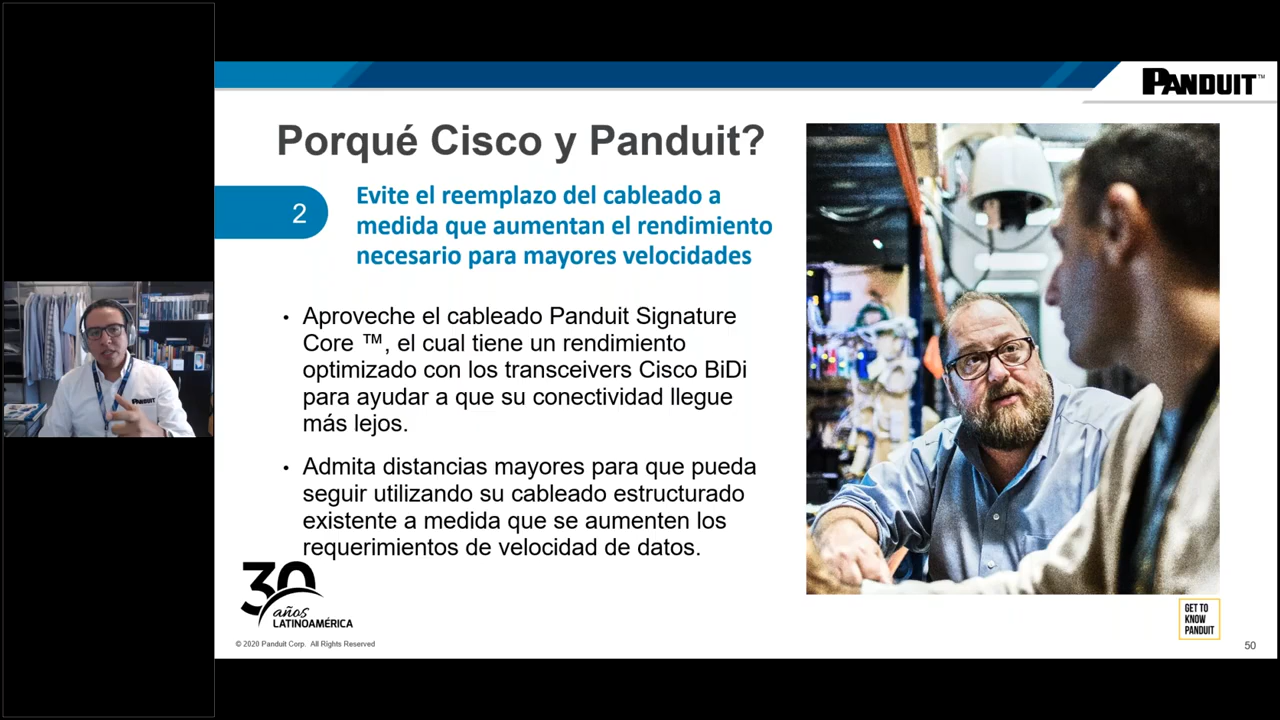 PANDUIT™
Porqué Cisco y Panduit?
2
Evite el reemplazo del cableado a
medida que aumentan el rendimiento
necesario para mayores velocidades
• Aproveche el cableado Panduit Signature
Core ™, el cual tiene un rendimiento
optimizado con los transceivers Cisco BiDi
para ayudar a que su conectividad llegue
más lejos.
• Admita distancias mayores para que pueda
seguir utilizando su cableado estructurado
existente a medida que se aumenten los
requerimientos de velocidad de datos.
30
años
LATINOAMÉRICA
© 2020 Panduit Corp. All Rights Reserved
GET TO
KNOW
PANDUIT
50
PANDUIT